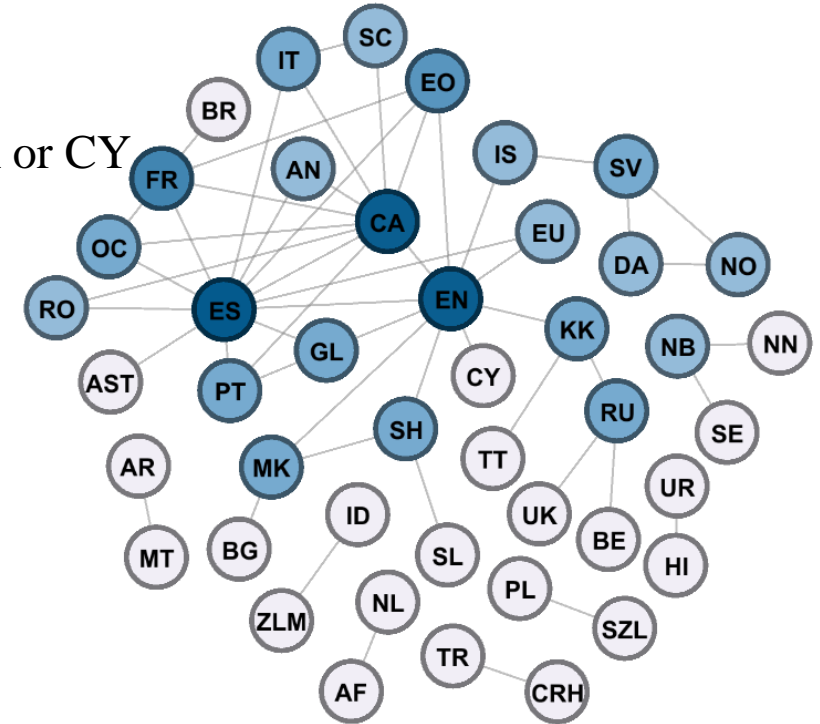 SC
IT
EO
BR
or CY
IS
SV
AN
FR
CA
EU
OC
DA
NO
EN
RO
ES
KK
GL
NB
NN
CY
AST
PT
RU
SH
SE
AR
MK
TT
UR
ID
UK
BE
BG
SL
MT
HI
PL
NL
ZLM
SZL
TR
AF
CRH